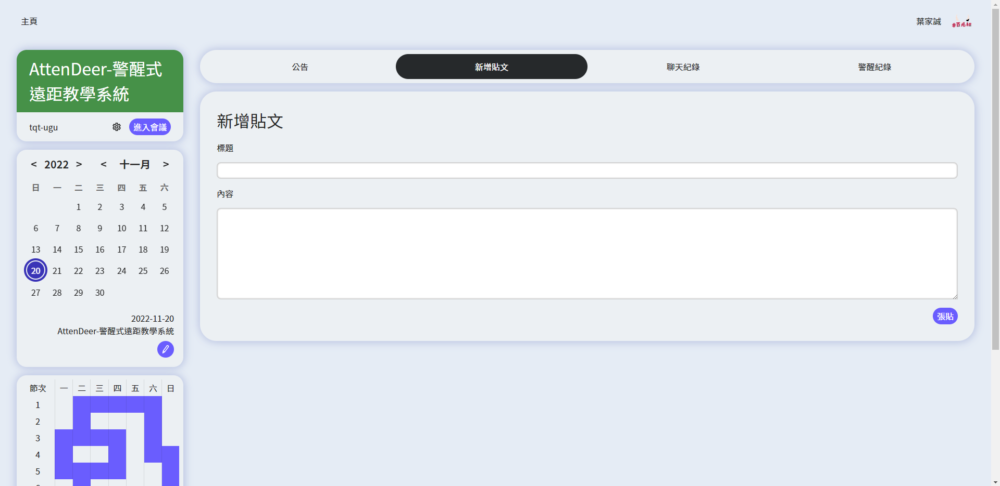 主頁
葉家誠
#百鬼組
AttenDeer-警醒式
遠距教學系統
tqt-ugu
進入會議
< 2022 > < 十一月 >
日 一 二 三 四 五 六
1 2 3 4 5
6 7 8 9 10 11 12
13 14 15 16 17 18 19
20 21 22 23 24 25 26
27 28 29 30
2022-11-20
AttenDeer-警醒式遠距教學系統
節次 一 二 三 四 五 六 日
1
2
3
4
5
公告 新增貼文 聊天紀錄 警醒紀錄
新增貼文
標題
內容
張貼